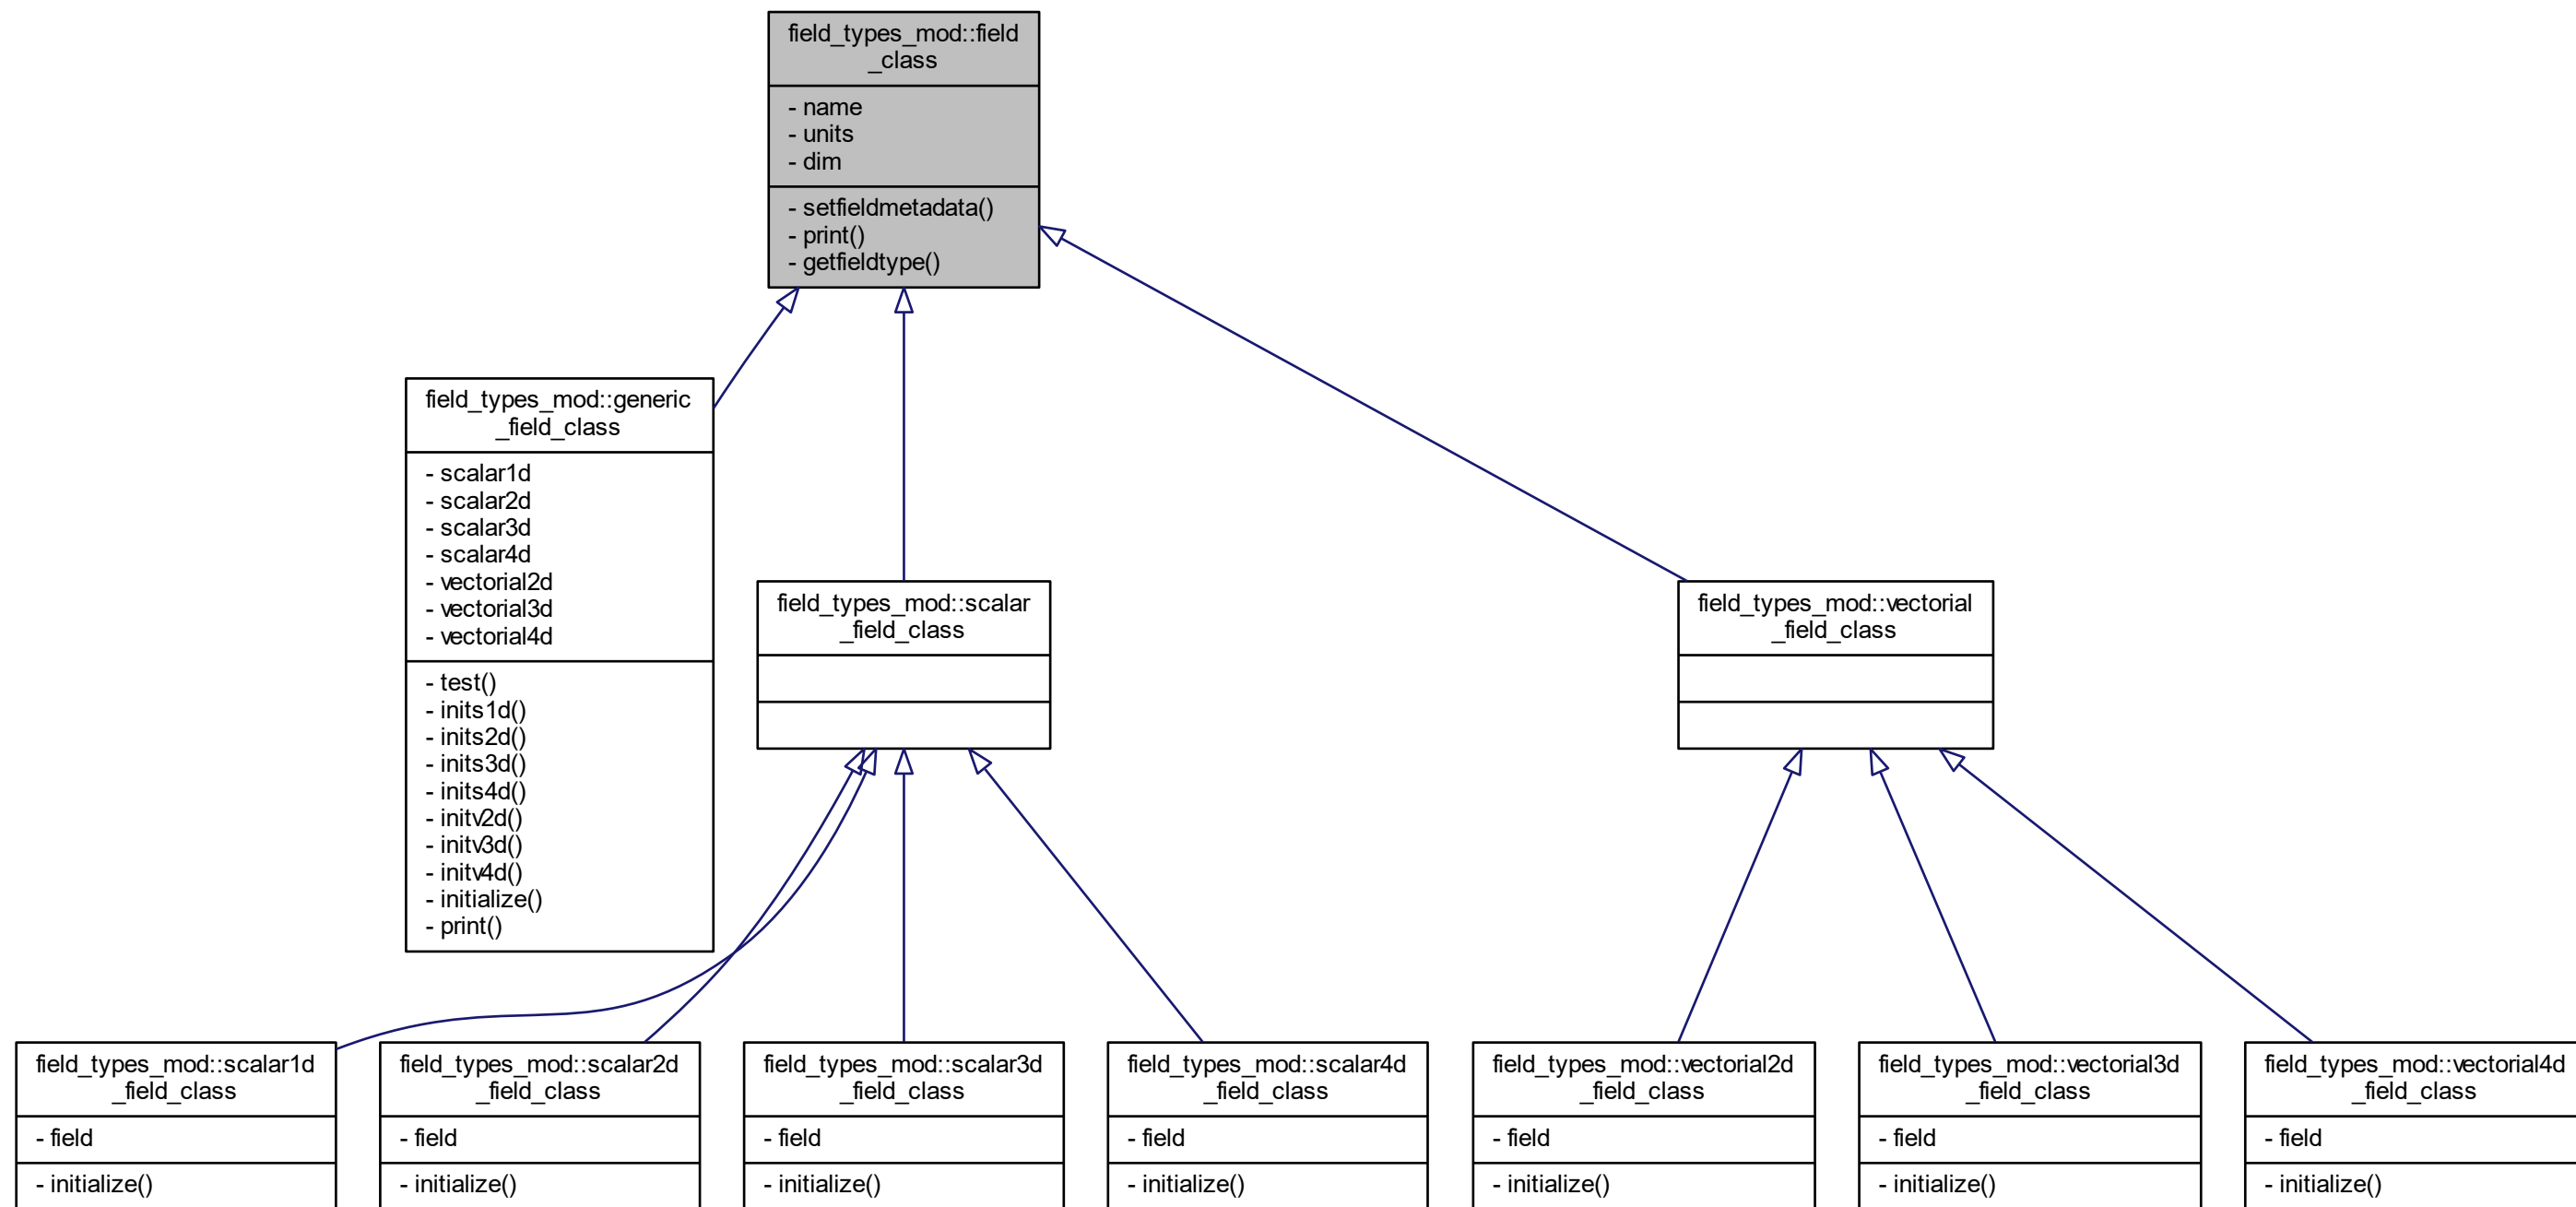 field_types_mod::field
_class
- name
- units
- dim
- setfieldmetadata()
- print()
- getfieldtype()
field_types_mod::generic
_field_class
- scalar1d
- scalar2d
- scalar3d
- scalar4d
- vectorial2d
- vectorial3d
- vectorial4d
- test()
- inits1d()
- inits2d()
- inits3d()
- inits4d()
- initv2d()
- initv3d()
- initv4d()
- initialize()
- print()
field_types_mod::scalar
_field_class
field_types_mod::vectorial
_field_class
field_types_mod::scalar1d
_field_class
- field
- initialize()
field_types_mod::scalar2d
_field_class
- field
- initialize()
field_types_mod::scalar3d
_field_class
- field
- initialize()
field_types_mod::scalar4d
_field_class
- field
- initialize()
field_types_mod::vectorial2d
_field_class
- field
- initialize()
field_types_mod::vectorial3d
_field_class
- field
- initialize()
field_types_mod::vectorial4d
_field_class
- field
- initialize()